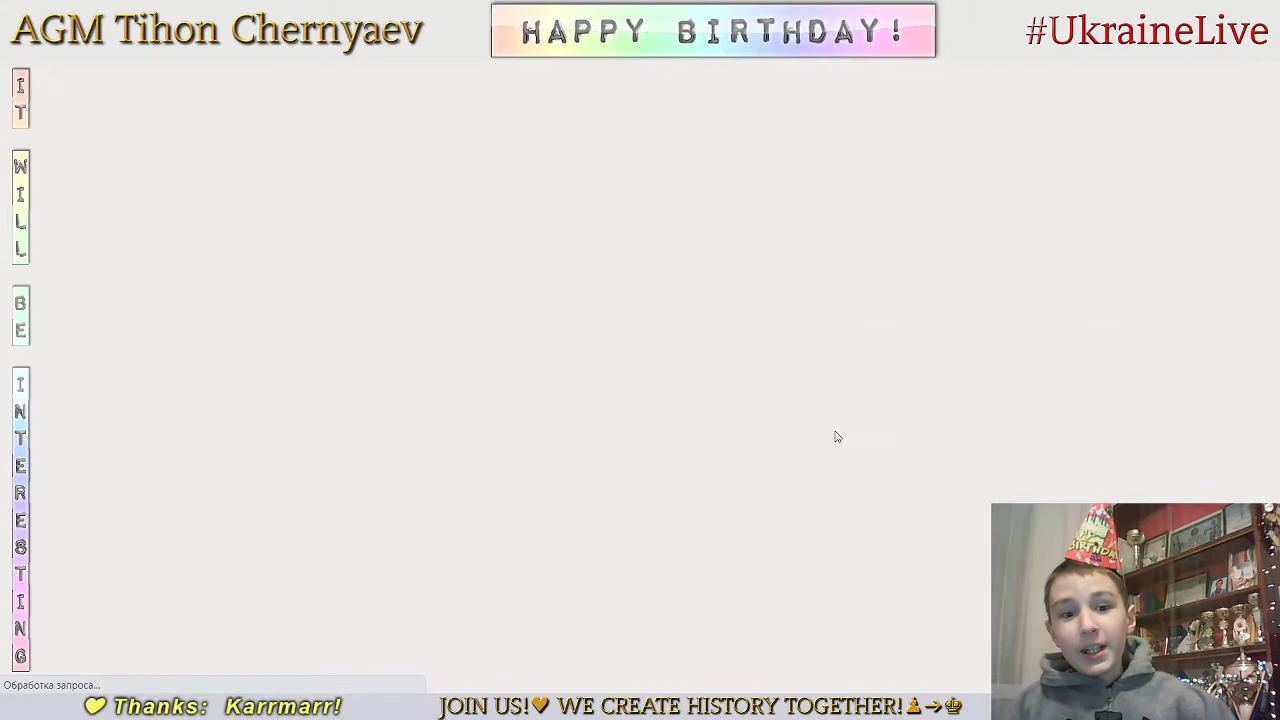 AGM Tihon Chernyaev
HAPPY BIRTHDAY!
#UkraineLive
IT
WILL
BE
INTERESTING
BIRTHDAY
Обработка запроса...
💛 Thanks: Karrmarr!
JOIN US!♥ WE CREATE HISTORY TOGETHER!♟→♚